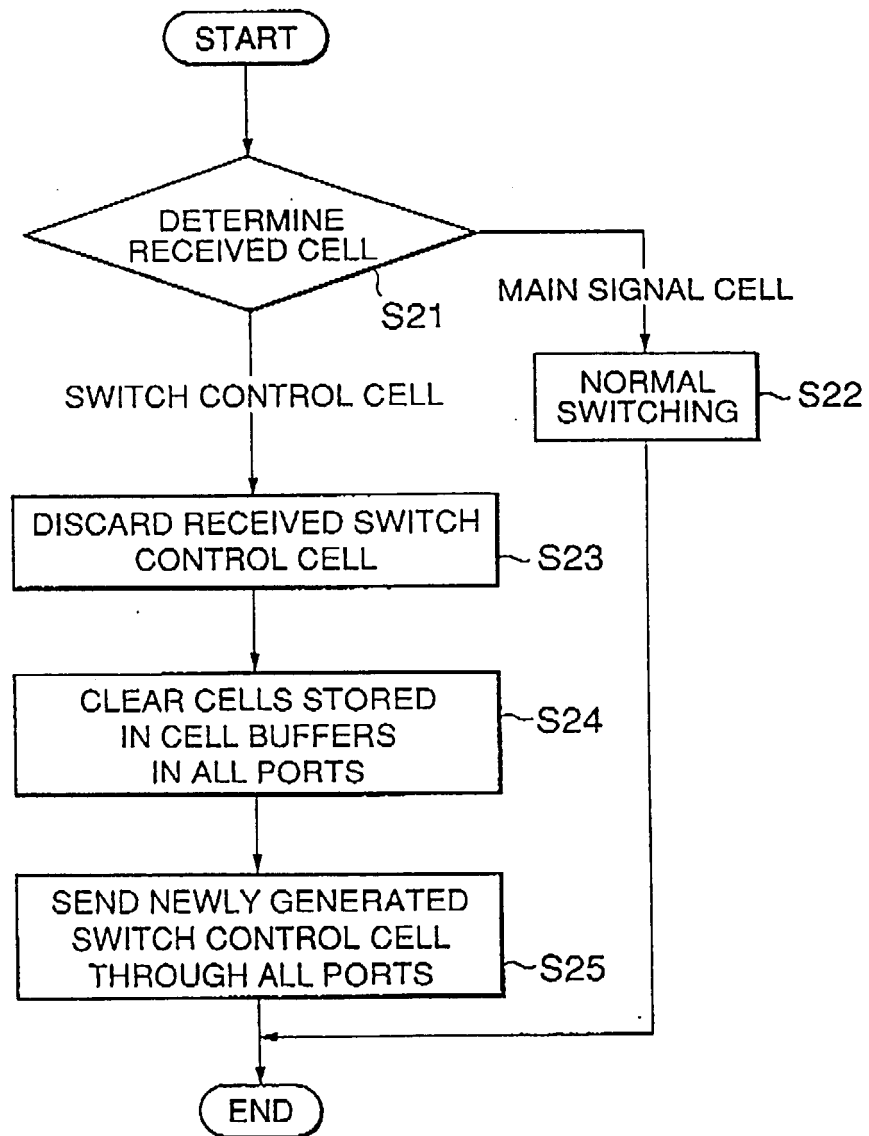 START
DETERMINE
RECEIVED CELL
S21
MAIN SIGNAL CELL
NORMAL
SWITCHING
S22
SWITCH CONTROL CELL
DISCARD RECEIVED SWITCH
CONTROL CELL
S23
CLEAR CELLS STORED
IN CELL BUFFERS
IN ALL PORTS
S24
SEND NEWLY GENERATED
SWITCH CONTROL CELL
THROUGH ALL PORTS
S25
END